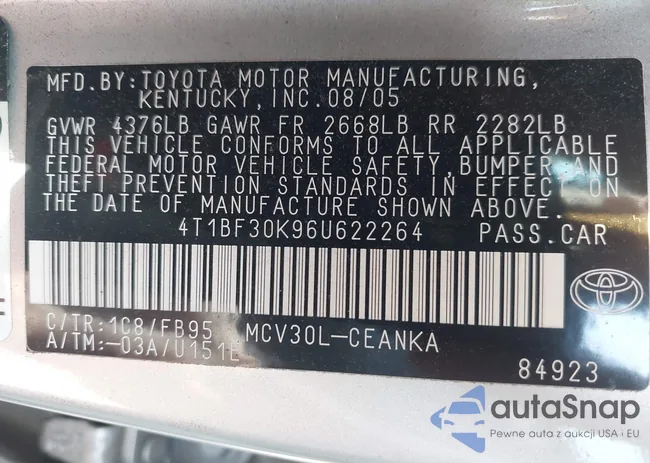 MFD.BY:TOYOTA MOTOR MANUFACTURING,
KENTUCKY,INC.08/05
GVWR 4376LB GAWR FR 2668LB RR 2282LB
THIS VEHICLE CONFORMS TO ALL APPLICABLE
FEDERAL MOTOR VEHICLE SAFETY,BUMPER AND
THEFT PREVENTION STANDARDS IN EFFECT ON
THE DATE OF MANUFACTURE SHOWN ABOVE.
4T1BF30K96U622264 PASS.CAR
C/TR:1C8/FB95 MCV30L-CEANKA
A/TM:-03A/U151E
84923
autoSnap
Pewne auta z aukcji USA i EU